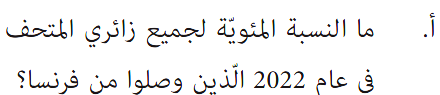 أ. ما النسبة المئويّة لجميع زائري المتحف
في عام 2022 الّذين وصلوا من فرنسا؟